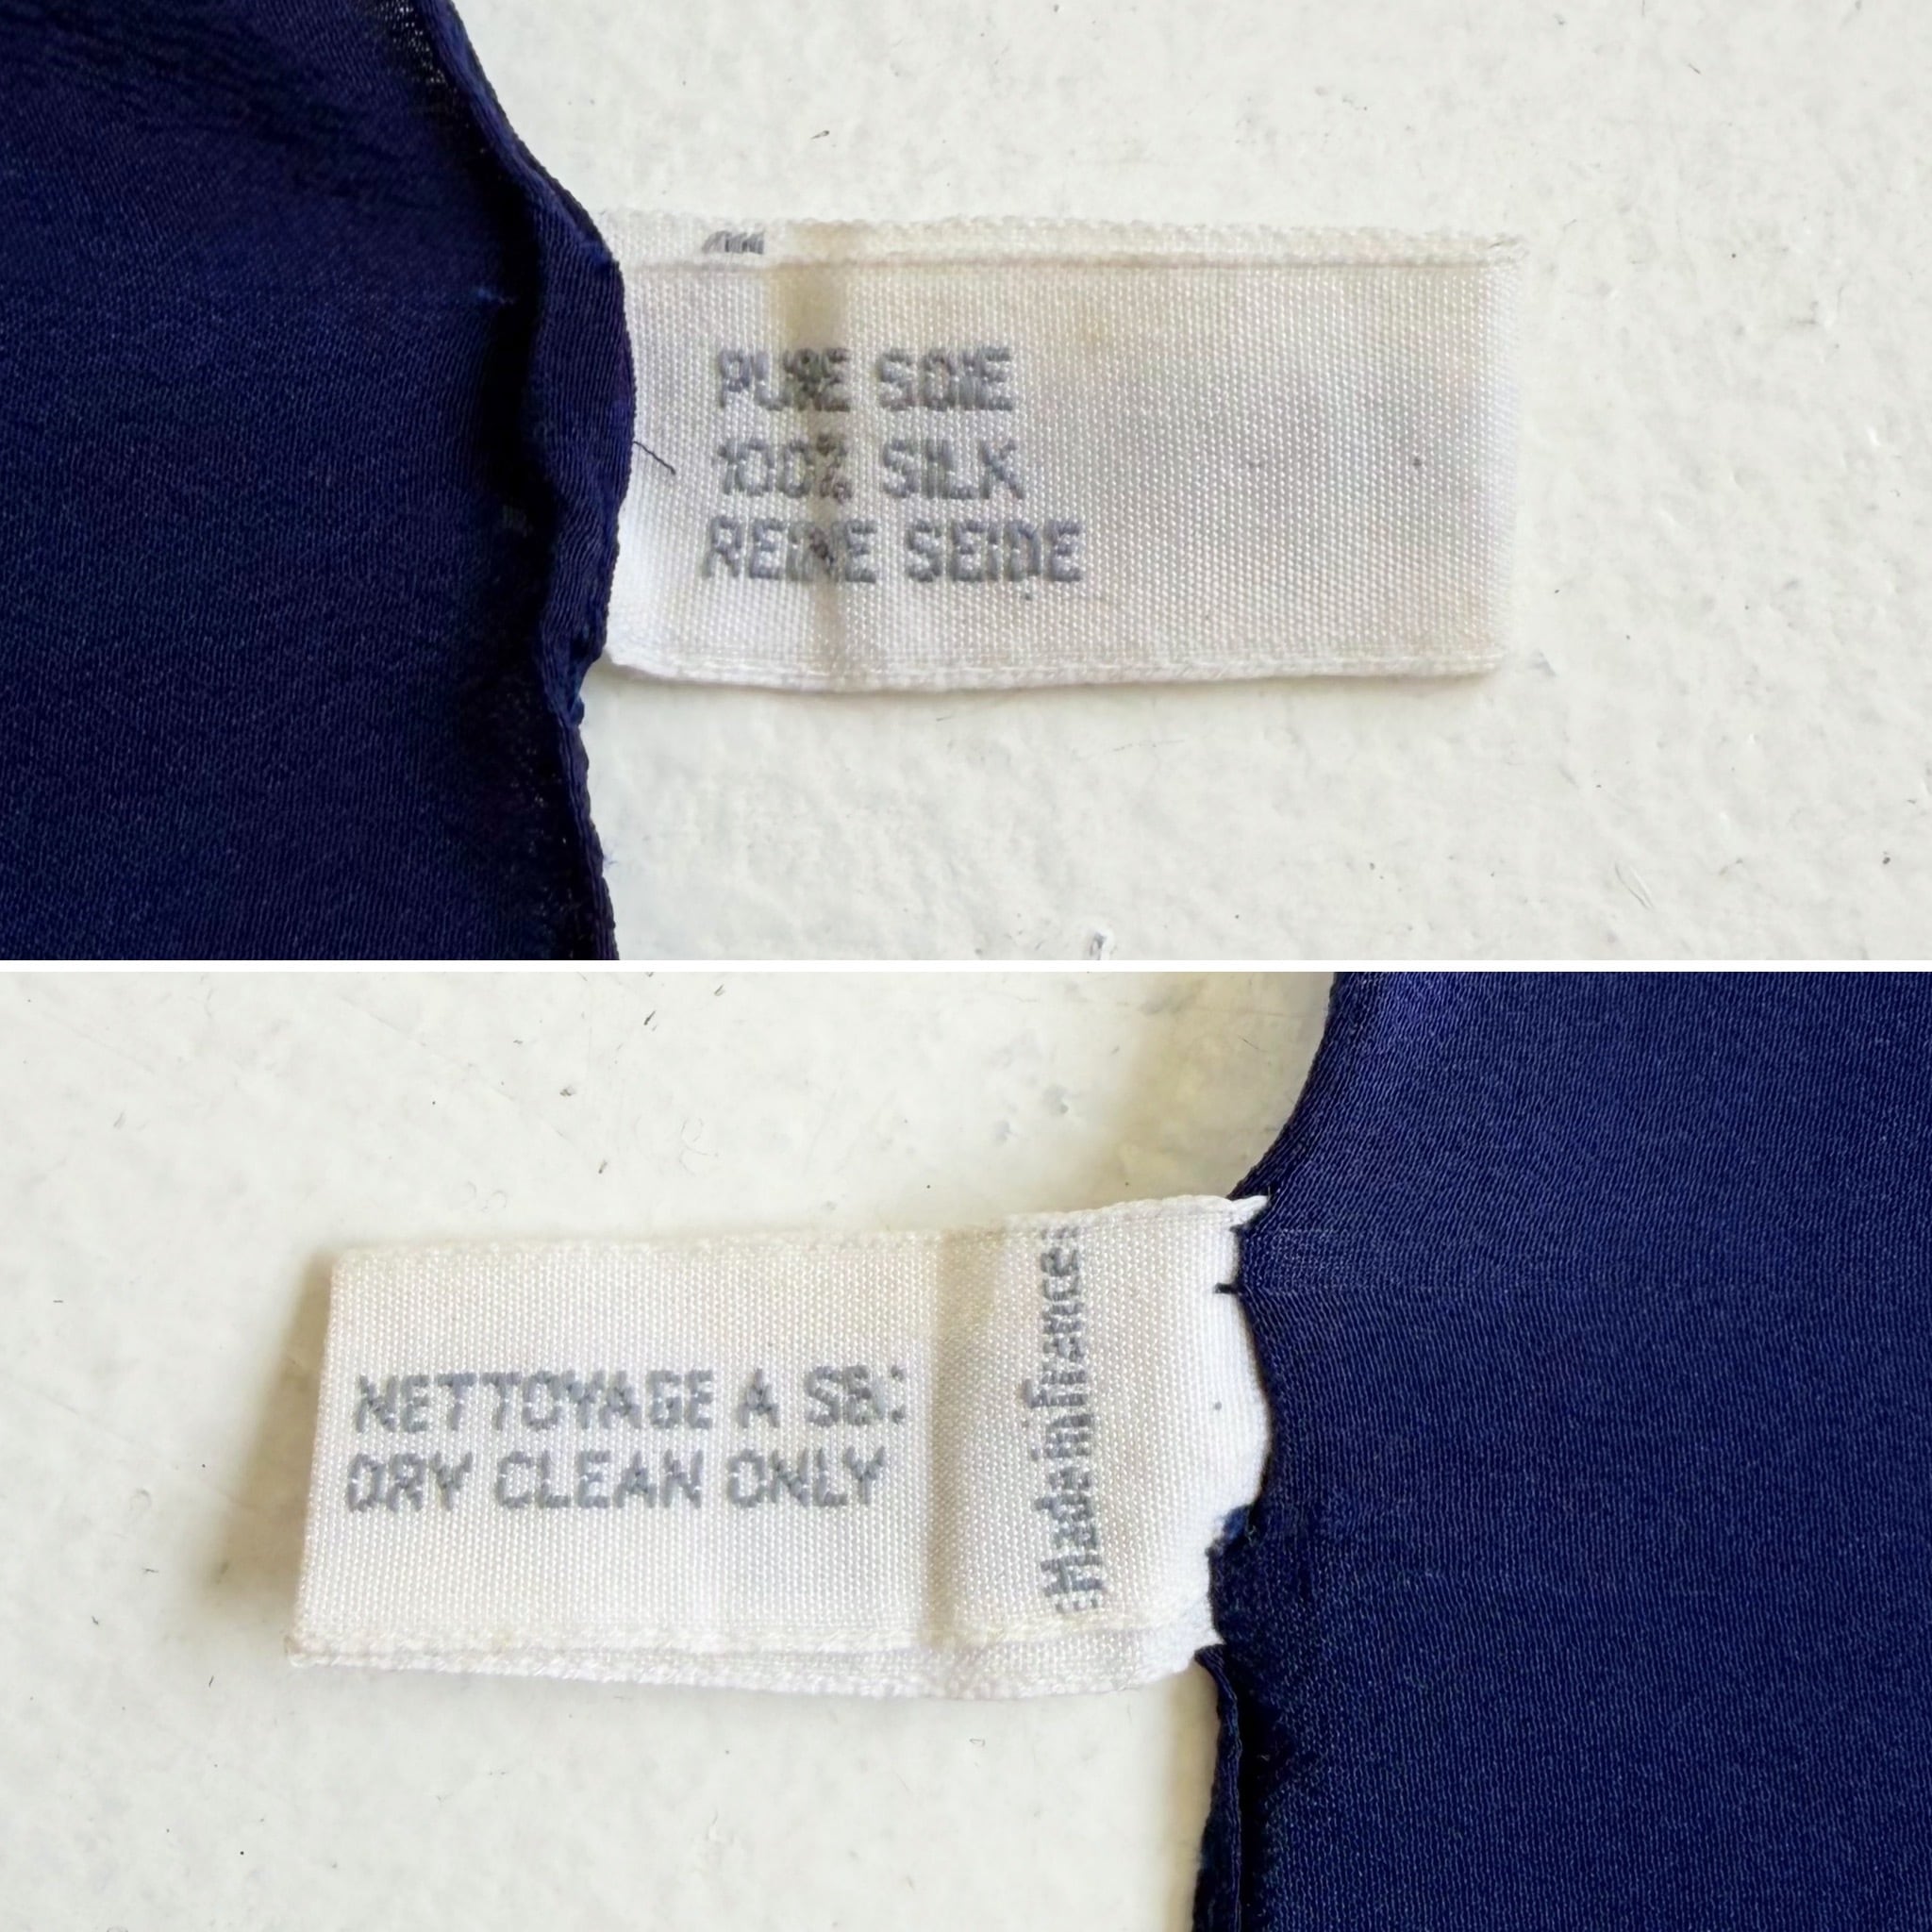 PURE SOIE
100% SILK
REINE SEIDE
NETTOYAGE A SEC
DRY CLEAN ONLY
Made in France